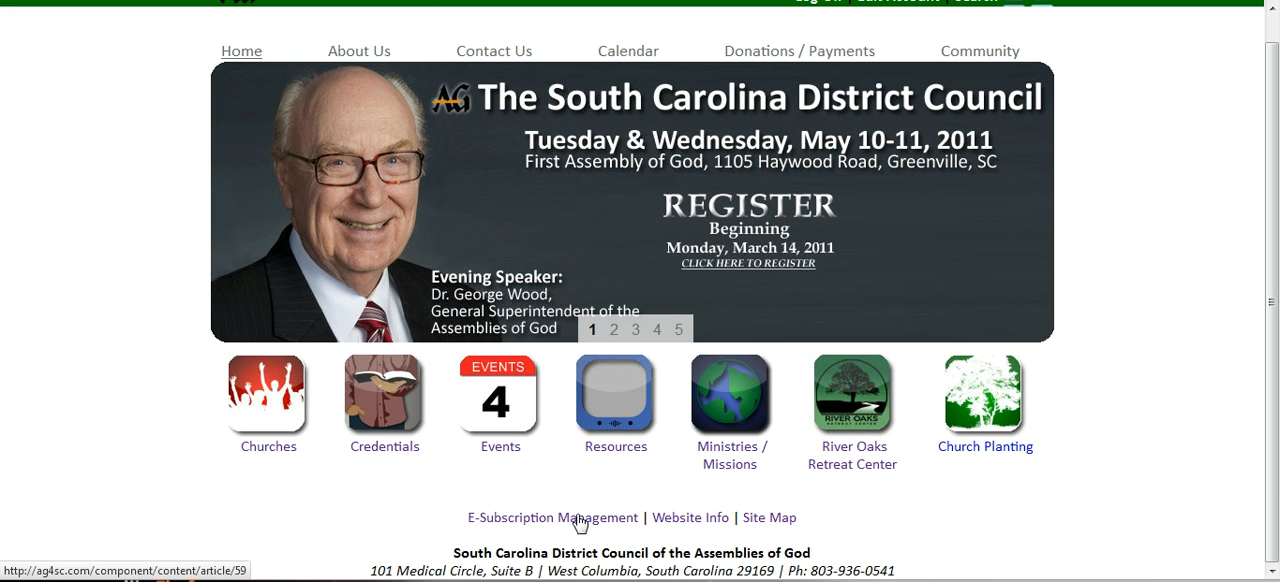 Home About Us Contact Us Calendar Donations / Payments Community
AG The South Carolina District Council
Tuesday & Wednesday, May 10-11, 2011
First Assembly of God, 1105 Haywood Road, Greenville, SC
REGISTER
Beginning
Monday, March 14, 2011
CLICK HERE TO REGISTER
Evening Speaker:
Dr. George Wood,
General Superintendent of the
Assemblies of God
1 2 3 4 5
EVENTS
4
RIVER OAKS
RETREAT CENTER
Churches Credentials Events Resources Ministries / Missions River Oaks Retreat Center Church Planting
E-Subscription Management | Website Info | Site Map
South Carolina District Council of the Assemblies of God
101 Medical Circle, Suite B | West Columbia, South Carolina 29169 | Ph: 803-936-0541
http://ag4sc.com/component/content/article/59